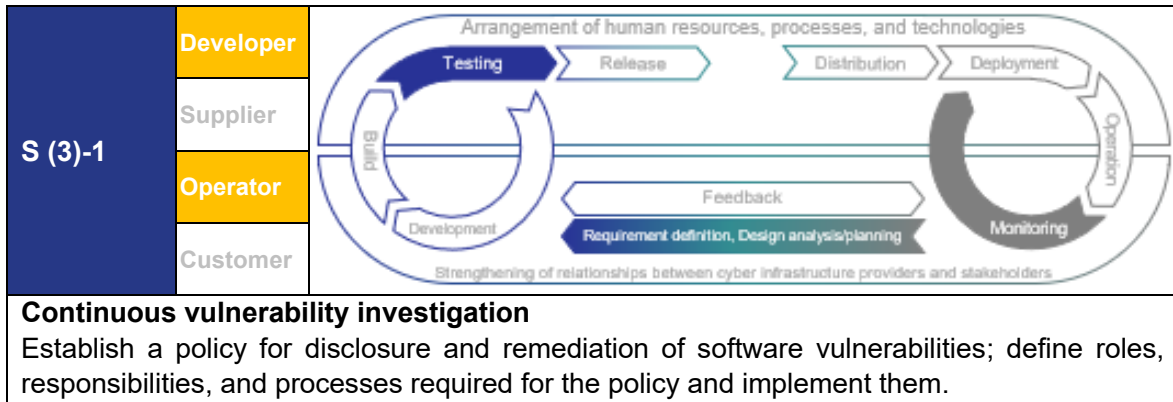 S (3)-1
Developer
Supplier
Operator
Customer
Arrangement of human resources, processes, and technologies
Testing
Release
Distribution
Deployment
Build
Operation
Development
Feedback
Requirement definition, Design analysis/planning
Monitoring
Strengthening of relationships between cyber infrastructure providers and stakeholders
Continuous vulnerability investigation
Establish a policy for disclosure and remediation of software vulnerabilities; define roles,
responsibilities, and processes required for the policy and implement them.